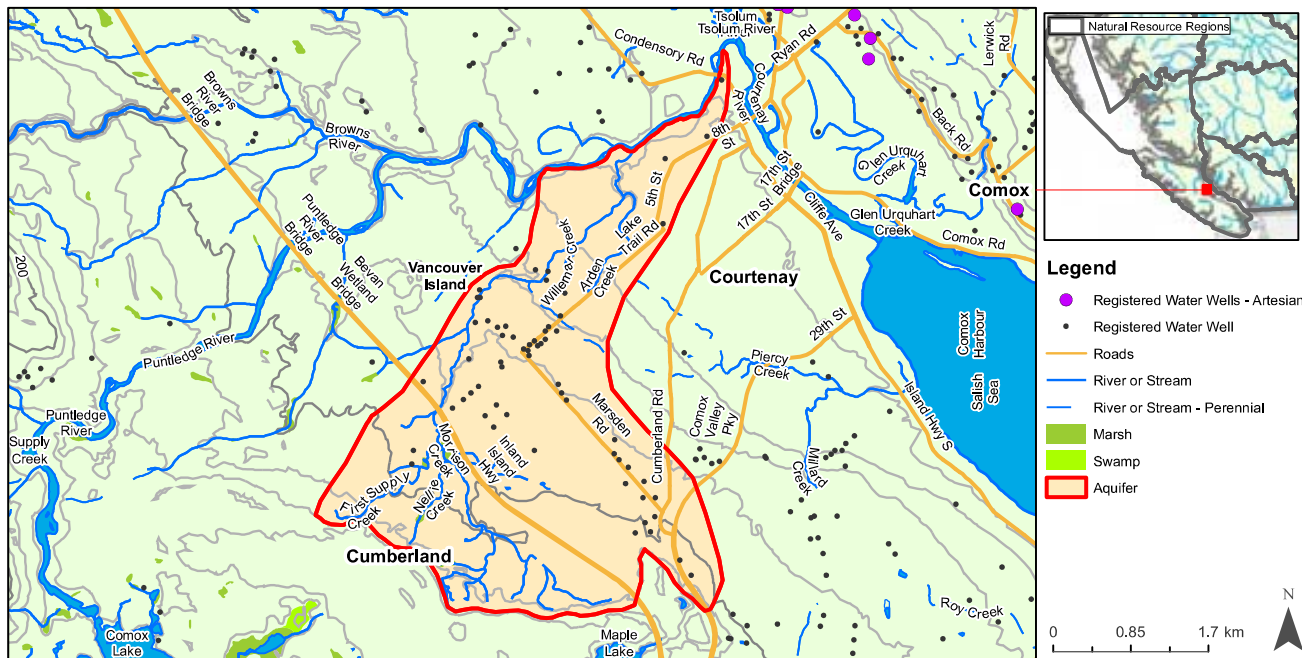 Tsolum
Tsolum River
River
Condensory Rd
Ryan Rd
Lerwick
Rd
Courtenay
River
Browns
River
Bridge
Browns
River
8th
St
Back Rd
Glen Urquhart
Creek
5th St
17th St
Bridge
Comox
Puntledge
River
Bridge
Bevan
Wetland
Bridge
Cliffe Ave
Glen Urquhart
Creek
Comox Rd
17th St
Lake
Trail Rd
Arden
Creek
Willemar Creek
Vancouver
Island
Courtenay
200
29th St
Comox
Harbour
Salish
Sea
Puntledge River
Piercy
Creek
Island Hwy S
Marsden
Rd
Cumberland Rd
Comox
Valley
Pky
Puntledge
River
Supply
Creek
Morrison
Creek
Inland
Island
Hwy
Millard
Creek
First Supply
Creek
Nellie
Creek
Cumberland
Roy Creek
Comox
Lake
Maple
Lake
Natural Resource Regions
Legend
Registered Water Wells - Artesian
Registered Water Well
Roads
River or Stream
River or Stream - Perennial
Marsh
Swamp
Aquifer
N
0 0.85 1.7 km